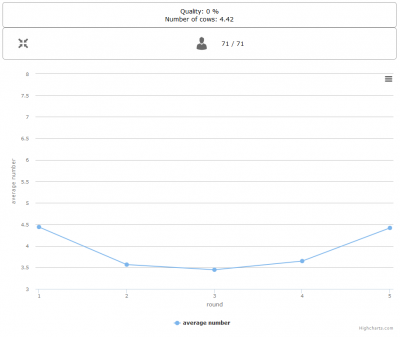 Quality: 0 %
Number of cows: 4.42
71 / 71
8
7.5
7
6.5
6
5.5
5
4.5
4
3.5
3
average number
1
2
3
4
5
round
average number
Highcharts.com